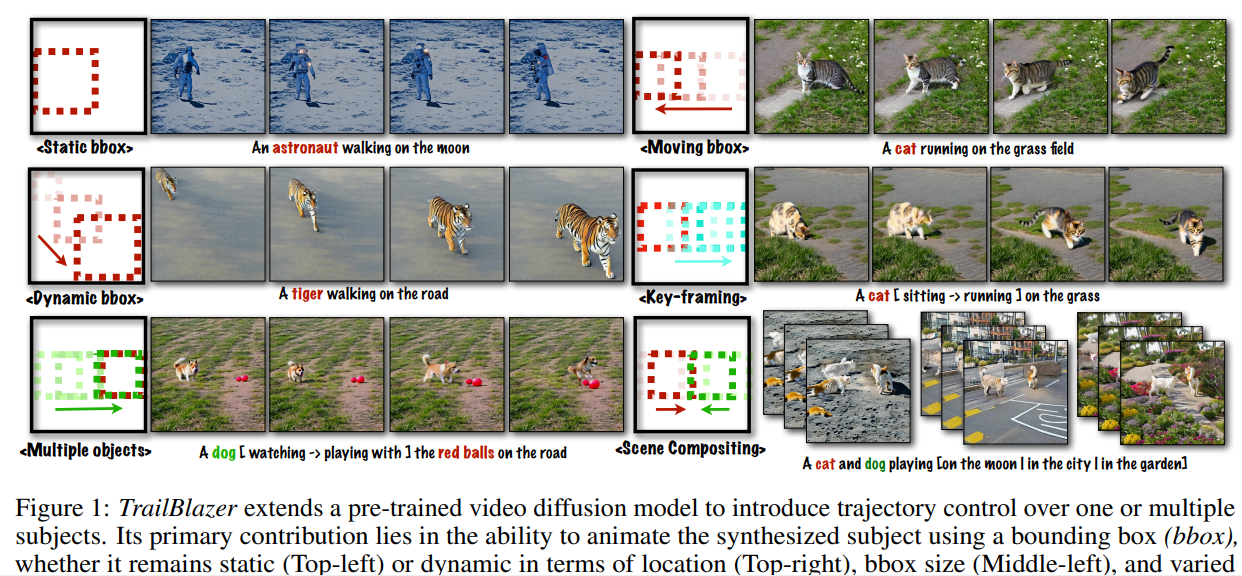 <Static bbox>
An astronaut walking on the moon
<Moving bbox>
A cat running on the grass field
<Dynamic bbox>
A tiger walking on the road
<Key-framing>
A cat [ sitting -> running ] on the grass
<Multiple objects>
A dog [ watching -> playing with ] the red balls on the road
<Scene Compositing>
A cat and dog playing [on the moon | in the city | in the garden]
Figure 1: TrailBlazer extends a pre-trained video diffusion model to introduce trajectory control over one or multiple
subjects. Its primary contribution lies in the ability to animate the synthesized subject using a bounding box (bbox),
whether it remains static (Top-left) or dynamic in terms of location (Top-right), bbox size (Middle-left), and varied